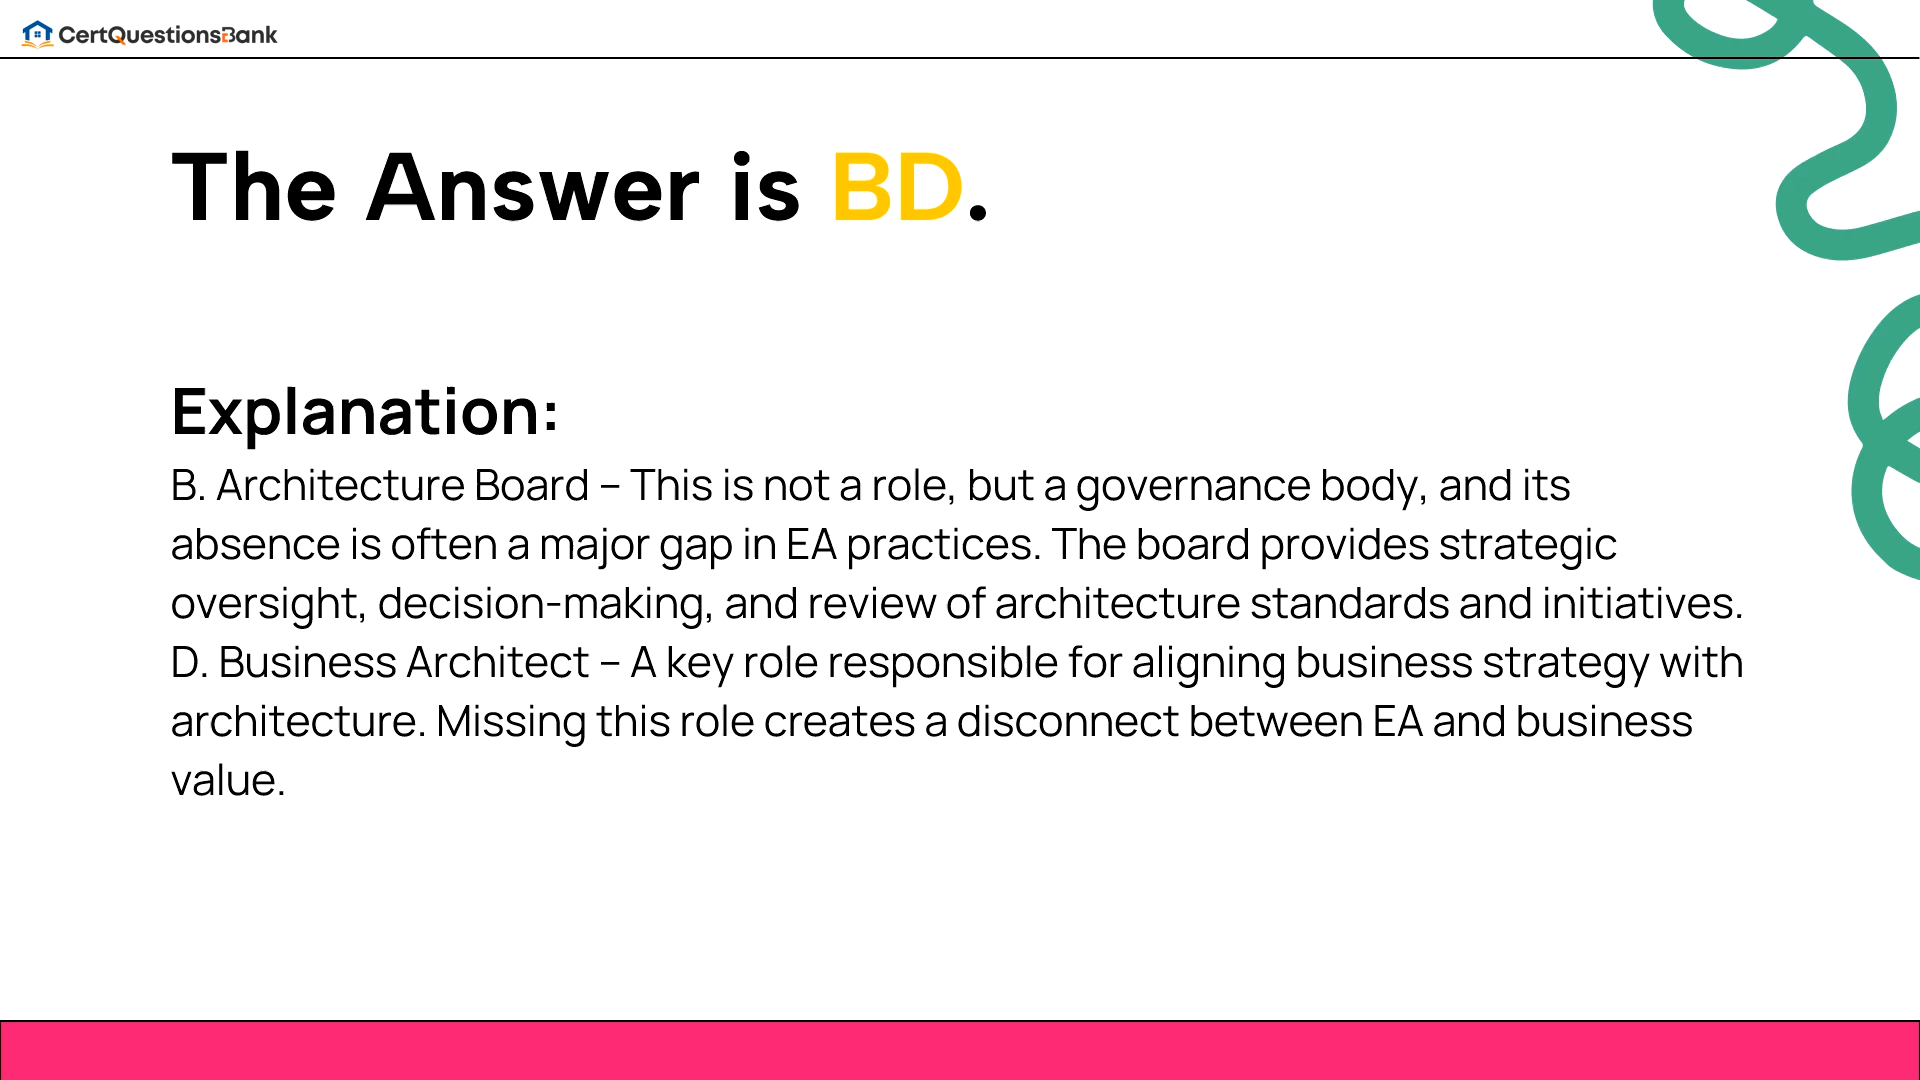 CertQuestionsBank
The Answer is BD.
Explanation:
B. Architecture Board – This is not a role, but a governance body, and its
absence is often a major gap in EA practices. The board provides strategic
oversight, decision-making, and review of architecture standards and initiatives.
D. Business Architect – A key role responsible for aligning business strategy with
architecture. Missing this role creates a disconnect between EA and business
value.